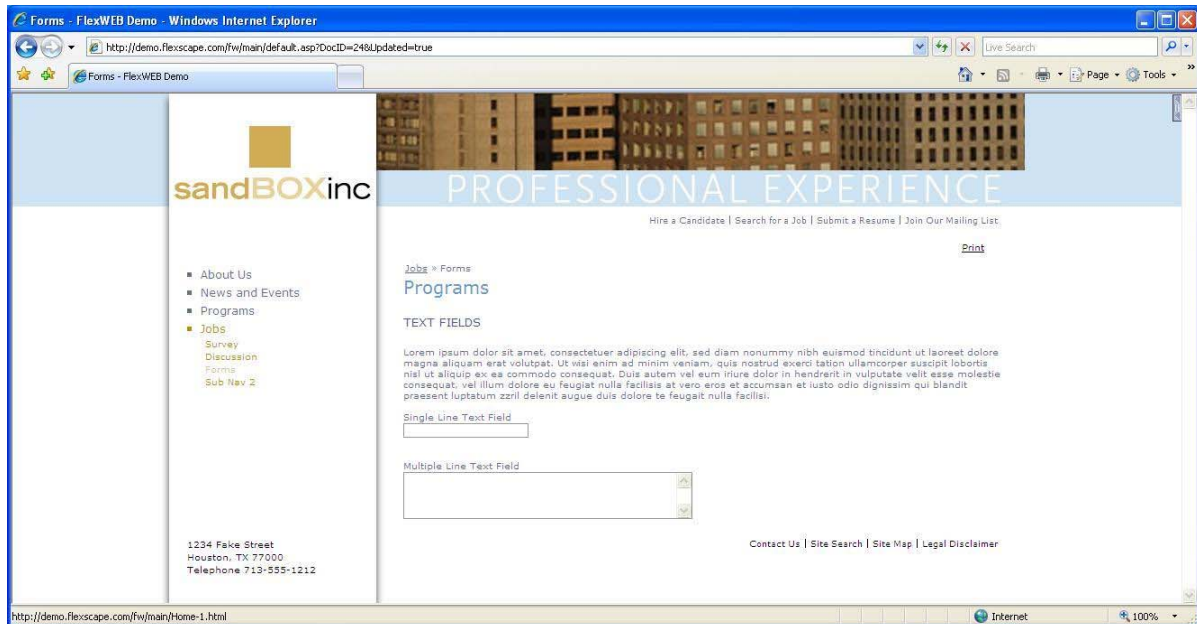 Forms - FlexWEB Demo - Windows Internet Explorer
http://demo.flexscape.com/fw/main/default.asp?DocID=24&Updated=true
Live Search
Forms - FlexWEB Demo
Page
Tools
sandBOXinc
PROFESSIONAL EXPERIENCE
Hire a Candidate | Search for a Job | Submit a Resume | Join Our Mailing List
Print
About Us
News and Events
Programs
Jobs
Survey
Discussion
Forms
Sub Nav 2
Jobs » Forms
Programs
TEXT FIELDS
Lorem ipsum dolor sit amet, consectetuer adipiscing elit, sed diam nonummy nibh euismod tincidunt ut laoreet dolore
magna aliquam erat volutpat. Ut wisi enim ad minim veniam, quis nostrud exerci tation ullamcorper suscipit lobortis
nisl ut aliquip ex ea commodo consequat. Duis autem vel eum iriure dolor in hendrerit in vulputate velit esse molestie
consequat, vel illum dolore eu feugiat nulla facilisis at vero eros et accumsan et iusto odio dignissim qui blandit
praesent luptatum zzril delenit augue duis dolore te feugait nulla facilisi.
Single Line Text Field
Multiple Line Text Field
1234 Fake Street
Houston, TX 77000
Telephone 713-555-1212
Contact Us | Site Search | Site Map | Legal Disclaimer
http://demo.flexscape.com/fw/main/Home-1.html
Internet
100%